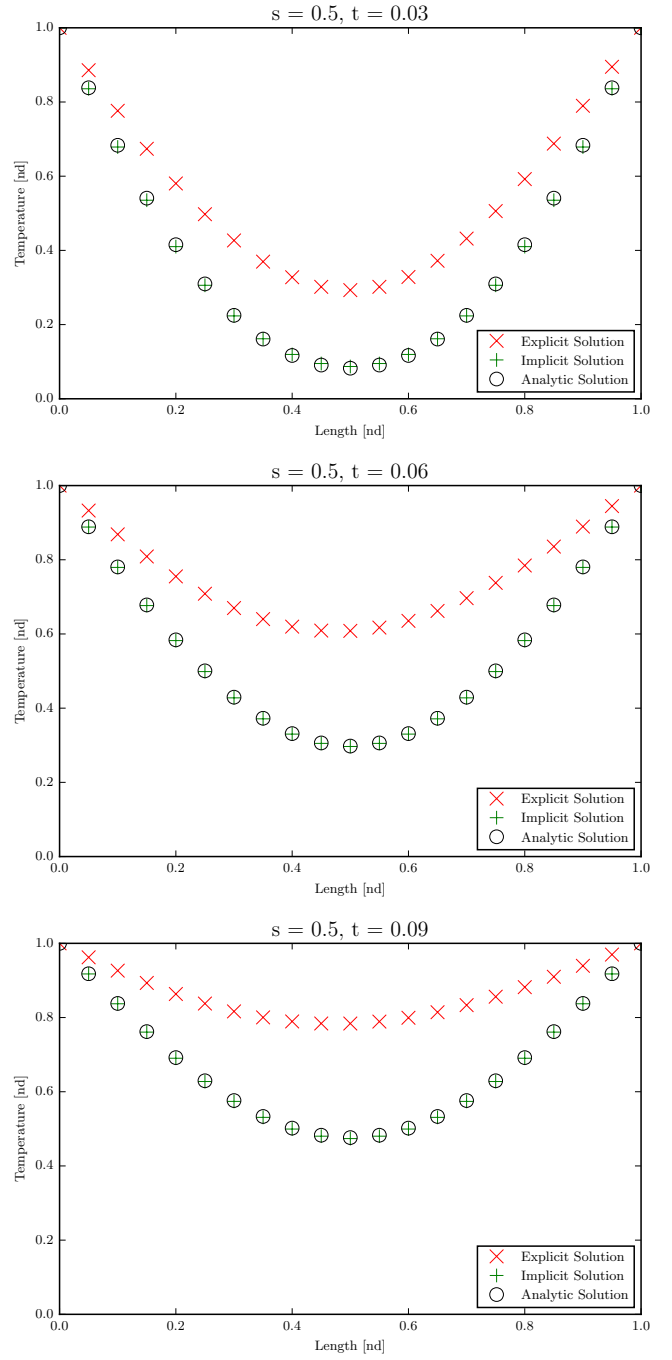 s = 0.5, t = 0.03
1.0
0.8
0.6
0.4
0.2
0.0
Temperature [nd]
Explicit Solution
Implicit Solution
Analytic Solution
0.0 0.2 0.4 0.6 0.8 1.0
Length [nd]
s = 0.5, t = 0.06
1.0
0.8
0.6
0.4
0.2
0.0
Temperature [nd]
Explicit Solution
Implicit Solution
Analytic Solution
0.0 0.2 0.4 0.6 0.8 1.0
Length [nd]
s = 0.5, t = 0.09
1.0
0.8
0.6
0.4
0.2
0.0
Temperature [nd]
Explicit Solution
Implicit Solution
Analytic Solution
0.0 0.2 0.4 0.6 0.8 1.0
Length [nd]